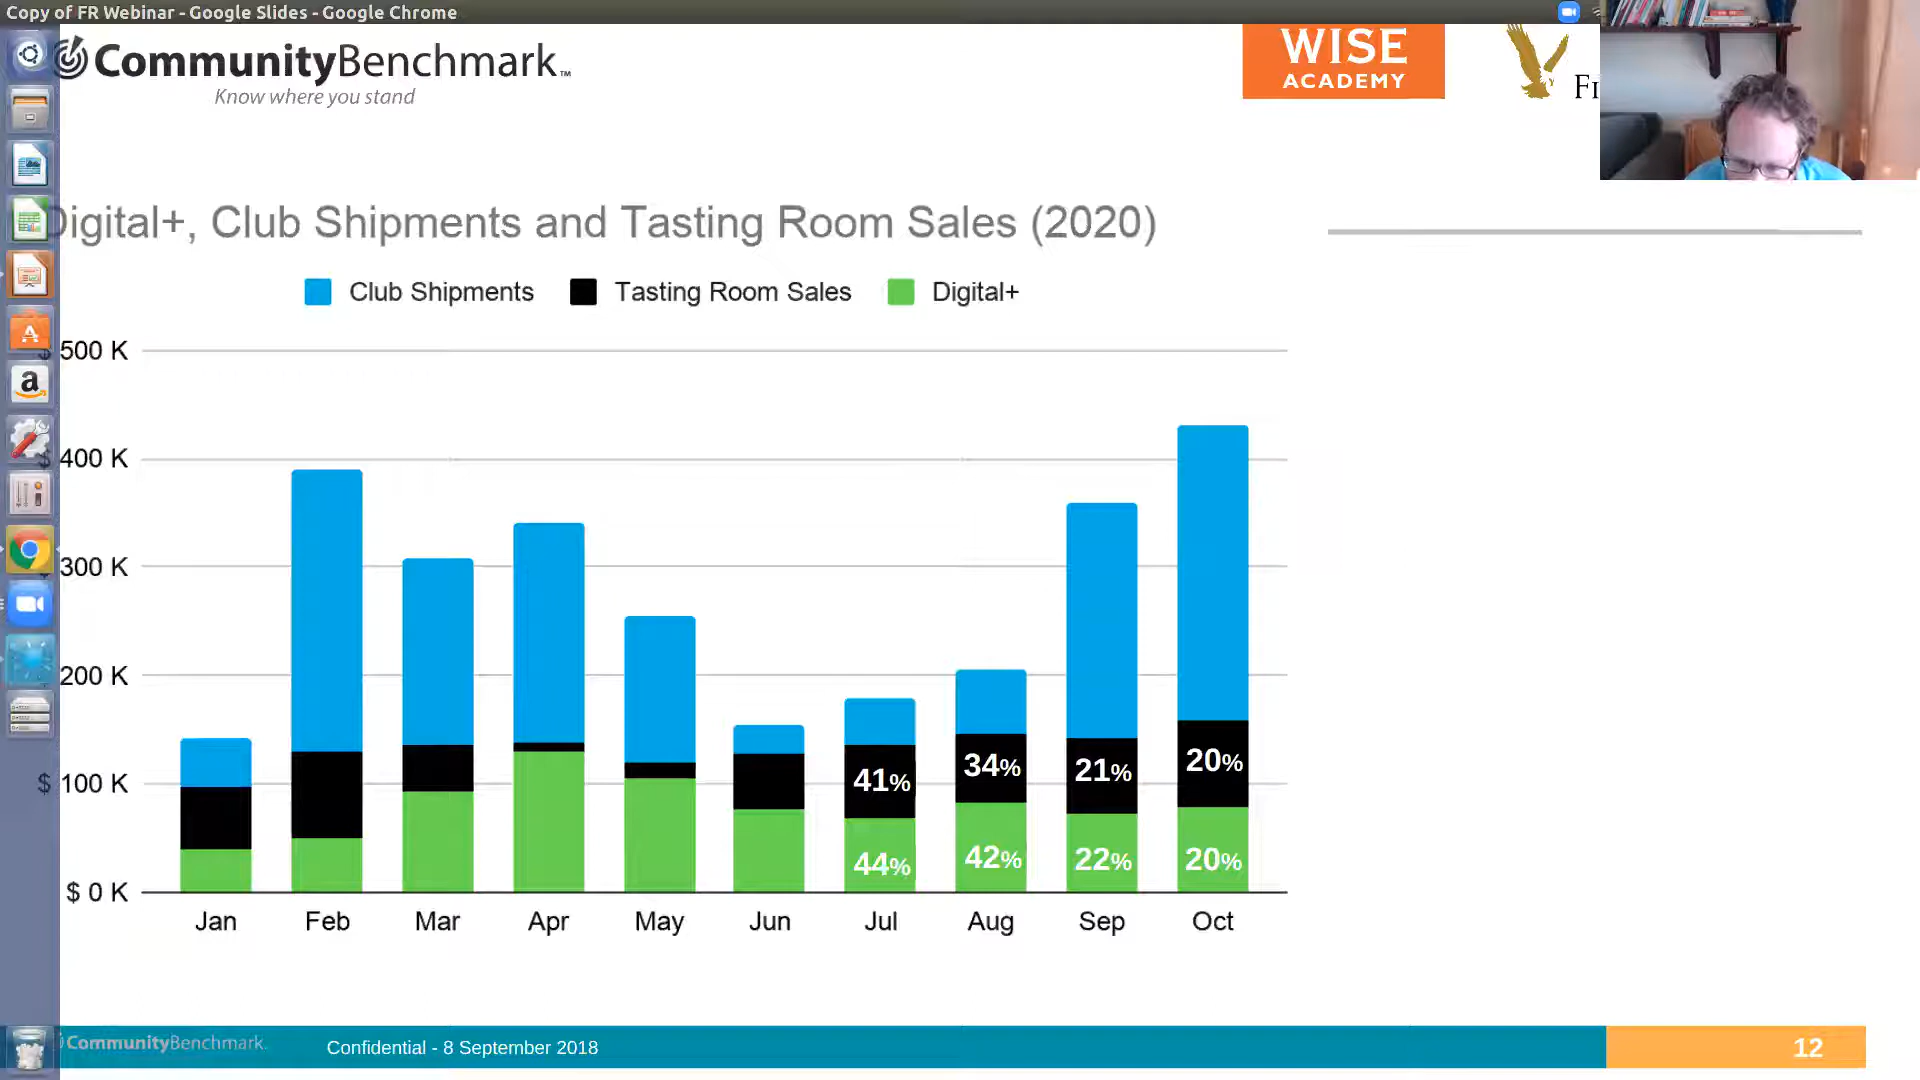 Copy of FR Webinar - Google Slides - Google Chrome
CommunityBenchmark™
Know where you stand
WISE
ACADEMY
Digital+, Club Shipments and Tasting Room Sales (2020)
Club Shipments Tasting Room Sales Digital+
$ 500 K
$ 400 K
$ 300 K
$ 200 K
$ 100 K
$ 0 K
41% 34% 21% 20%
44% 42% 22% 20%
Jan Feb Mar Apr May Jun Jul Aug Sep Oct
CommunityBenchmark. Confidential - 8 September 2018 12